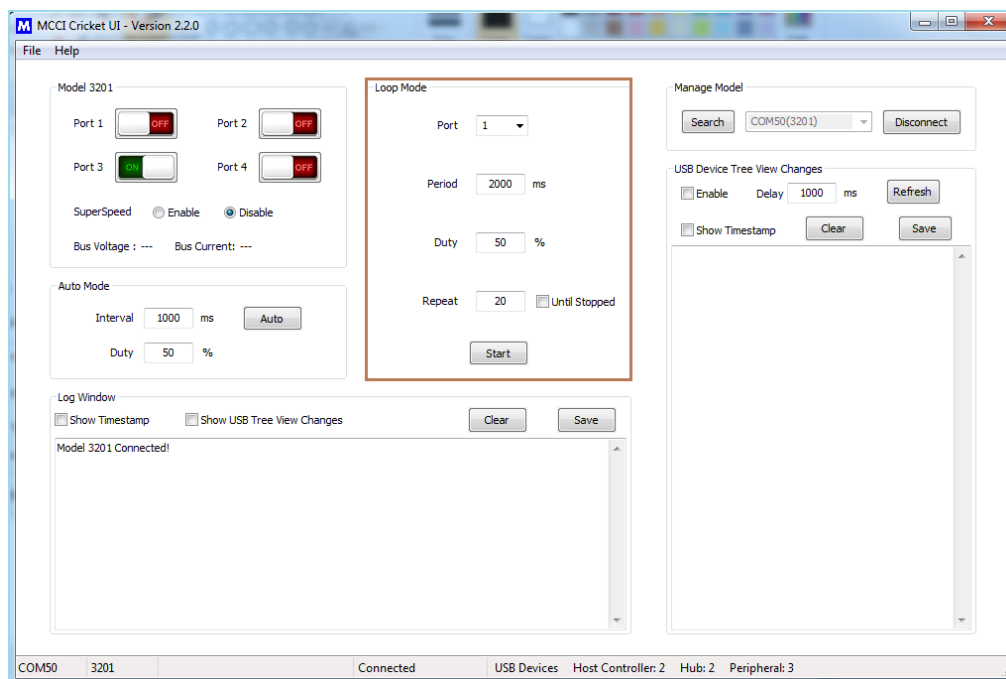 MCCI Cricket UI - Version 2.2.0
File Help
Model 3201
Port 1 OFF Port 2 OFF
Port 3 ON Port 4 OFF
SuperSpeed Enable Disable
Bus Voltage : --- Bus Current: ---
Auto Mode
Interval 1000 ms Auto
Duty 50 %
Loop Mode
Port 1
Period 2000 ms
Duty 50 %
Repeat 20 Until Stopped
Start
Manage Model
Search COM50(3201) Disconnect
USB Device Tree View Changes
Enable Delay 1000 ms Refresh
Show Timestamp Clear Save
Log Window
Show Timestamp Show USB Tree View Changes Clear Save
Model 3201 Connected!
COM50 3201 Connected USB Devices Host Controller: 2 Hub: 2 Peripheral: 3